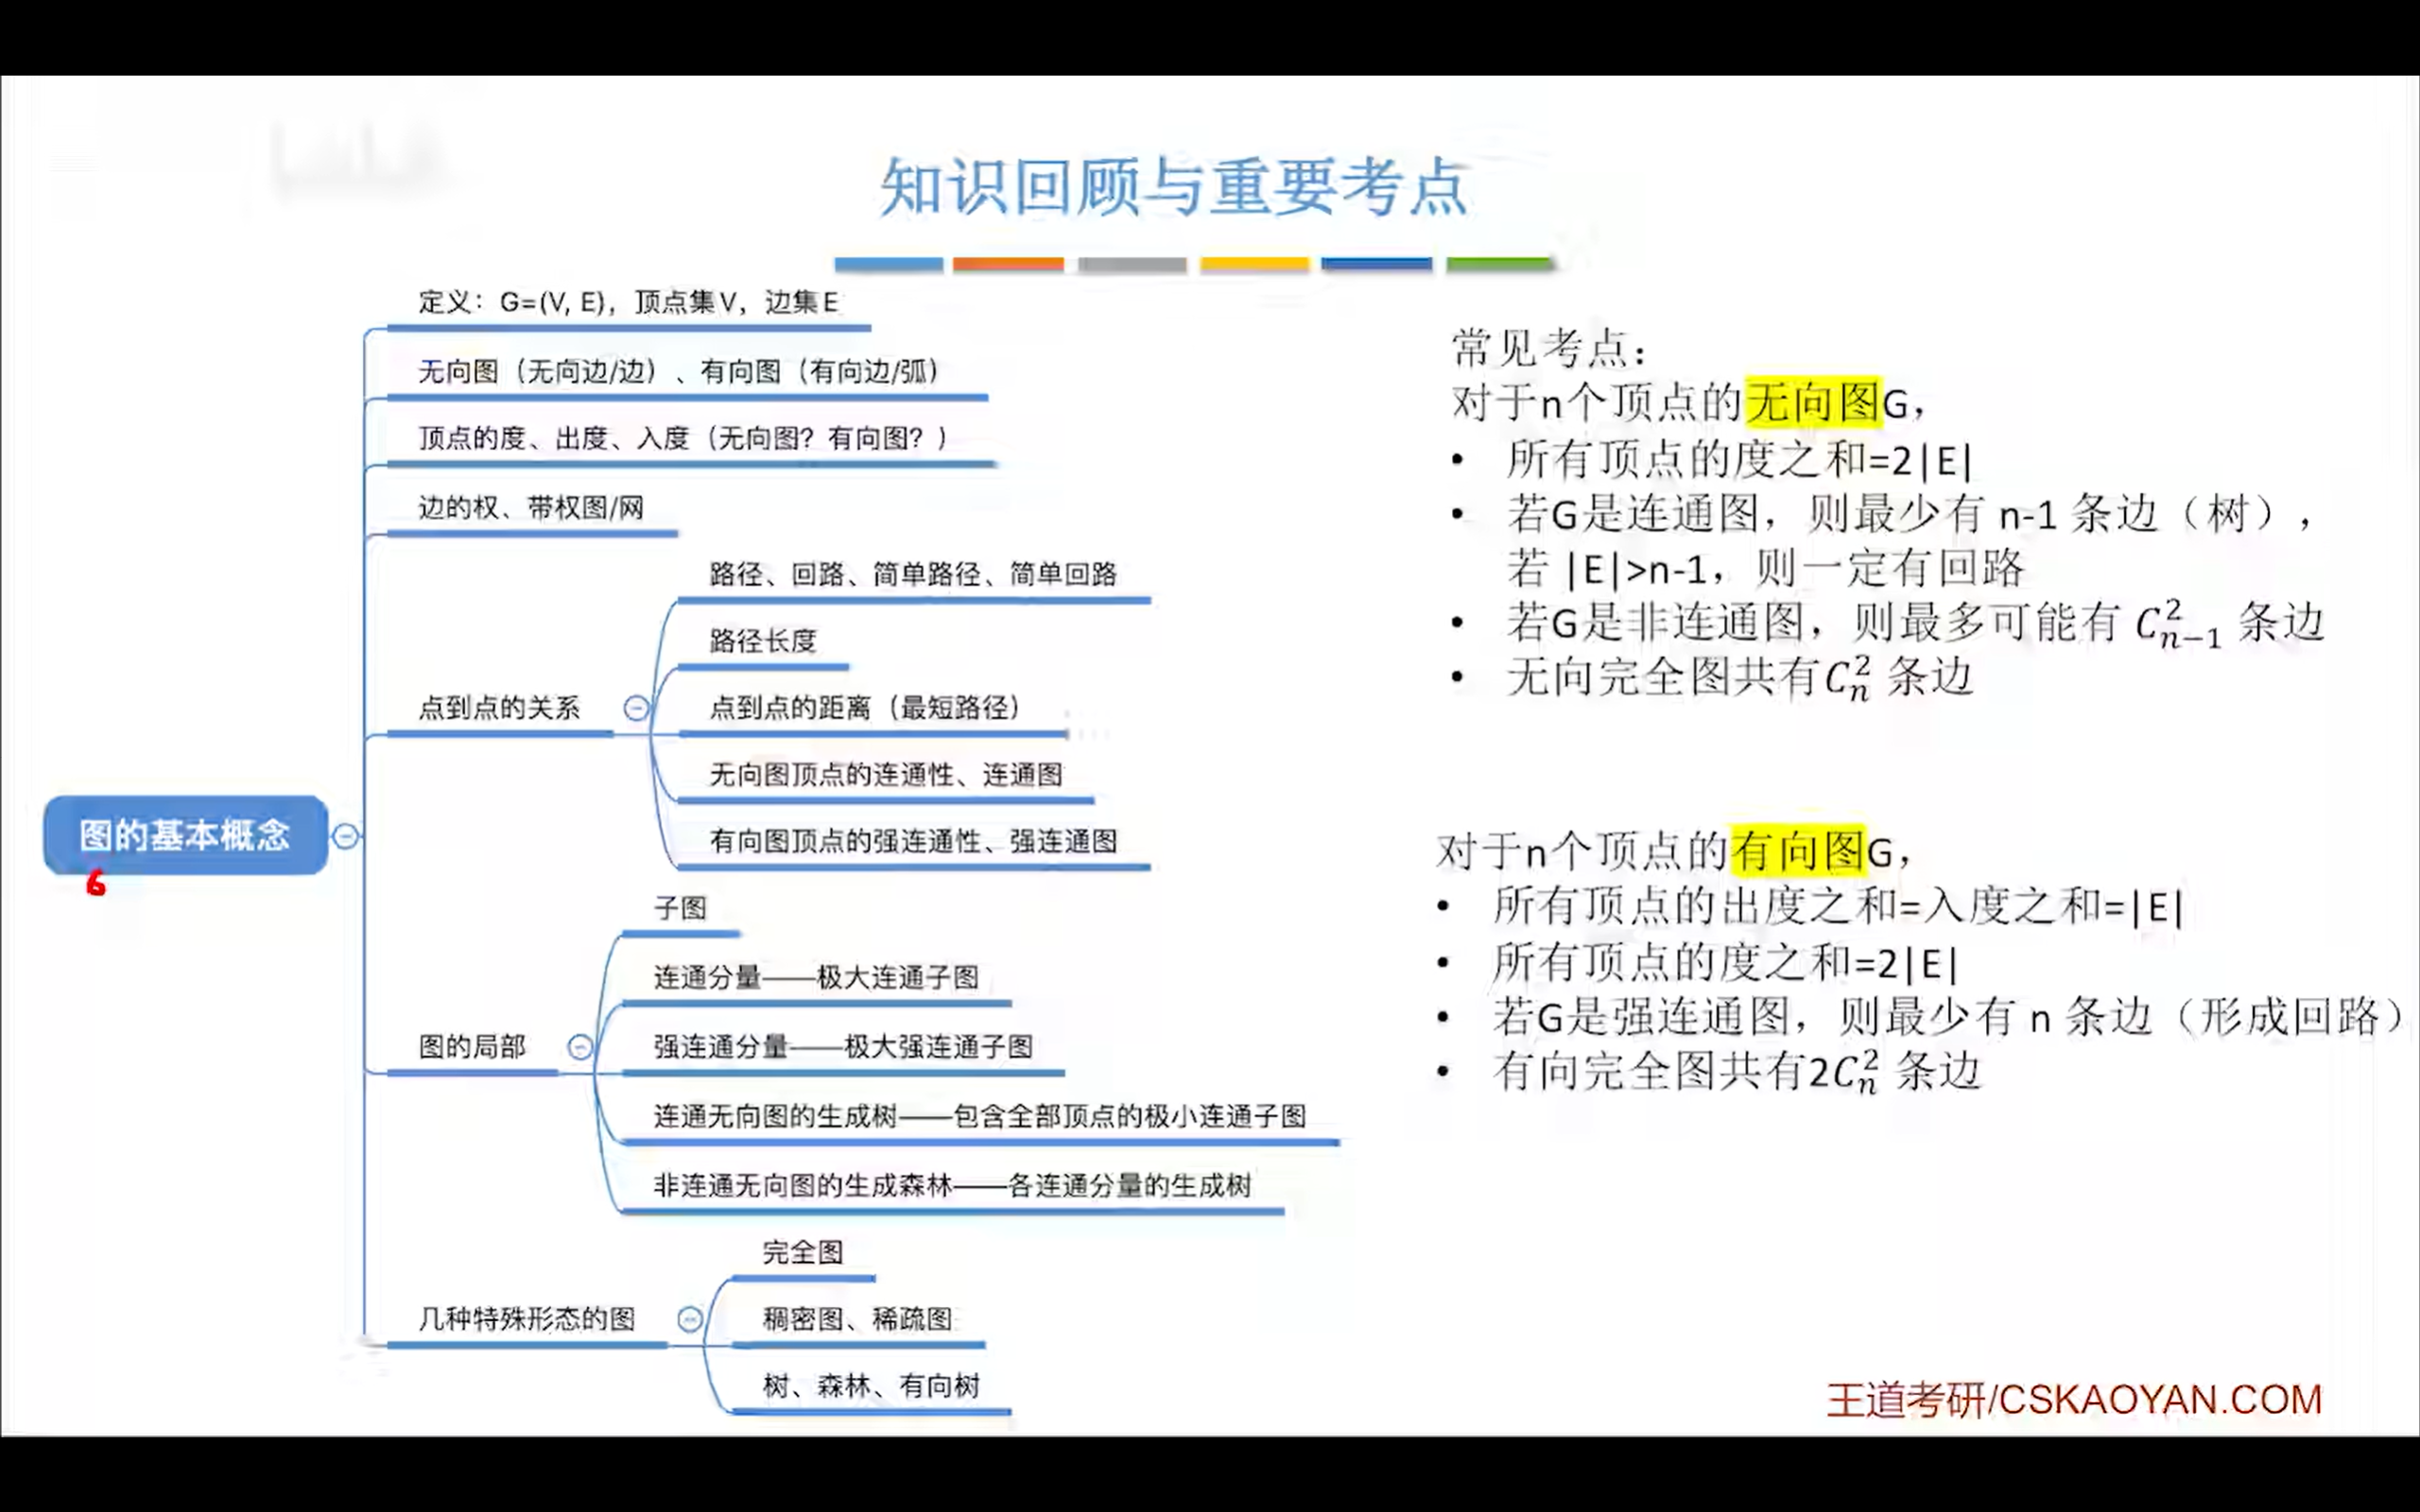 知识回顾与重要考点
定义：G=(V, E)，顶点集V，边集E
无向图（无向边/边）、有向图（有向边/弧）
顶点的度、出度、入度（无向图？有向图？）
边的权、带权图/网
点到点的关系
路径、回路、简单路径、简单回路
路径长度
点到点的距离（最短路径）
无向图顶点的连通性、连通图
有向图顶点的强连通性、强连通图
图的基本概念
6
图的局部
子图
连通分量——极大连通子图
强连通分量——极大强连通子图
连通无向图的生成树——包含全部顶点的极小连通子图
非连通无向图的生成森林——各连通分量的生成树
几种特殊形态的图
完全图
稠密图、稀疏图
树、森林、有向树
常见考点：
对于n个顶点的无向图G，
• 所有顶点的度之和=2|E|
• 若G是连通图，则最少有 n-1 条边（树），
若 |E|>n-1，则一定有回路
• 若G是非连通图，则最多可能有 $C_{n-1}^2$ 条边
• 无向完全图共有$C_n^2$ 条边
对于n个顶点的有向图G，
• 所有顶点的出度之和=入度之和=|E|
• 所有顶点的度之和=2|E|
• 若G是强连通图，则最少有 n 条边（形成回路）
• 有向完全图共有$2C_n^2$ 条边
王道考研/CSKAOYAN.COM